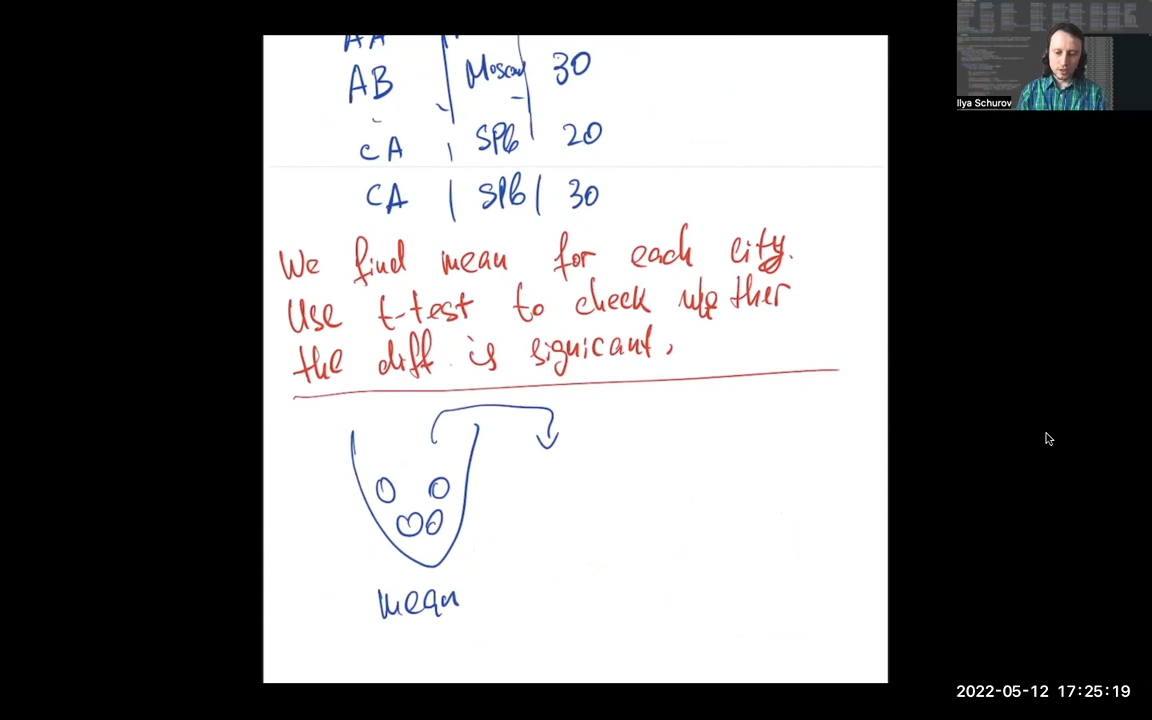 AA
AB | Moscow | 30
CA | SPb | 20
CA | SPb | 30
We find mean for each city.
Use t-test to check whether
the diff. is signicant.
mean
Ilya Schurov
2022-05-12 17:25:19